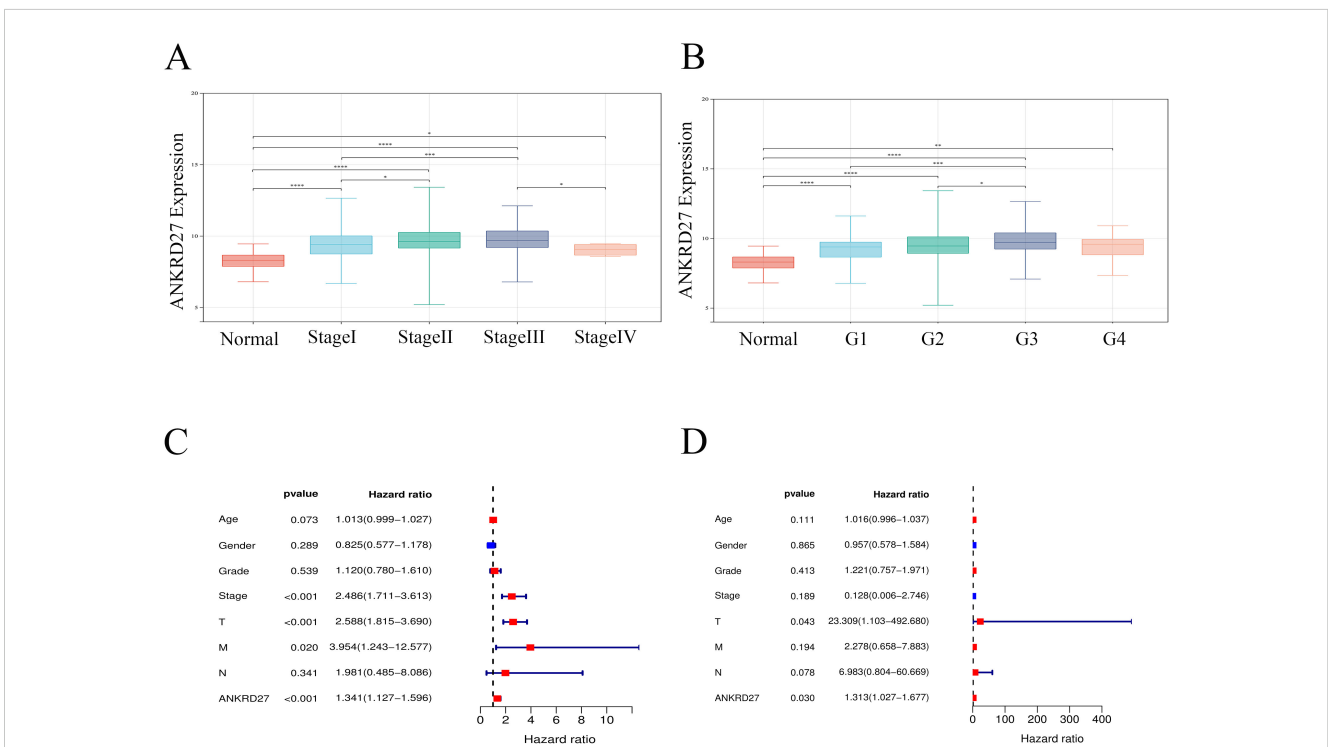 A
20
15
10
5
ANKRD27 Expression
*
****
***
****
*
****
*
Normal StageI StageII StageIII StageIV
B
20
15
10
5
ANKRD27 Expression
**
****
***
****
*
****
Normal G1 G2 G3 G4
C
pvalue Hazard ratio
Age 0.073 1.013(0.999−1.027)
Gender 0.289 0.825(0.577−1.178)
Grade 0.539 1.120(0.780−1.610)
Stage <0.001 2.486(1.711−3.613)
T <0.001 2.588(1.815−3.690)
M 0.020 3.954(1.243−12.577)
N 0.341 1.981(0.485−8.086)
ANKRD27 <0.001 1.341(1.127−1.596)
0 2 4 6 8 10
Hazard ratio
D
pvalue Hazard ratio
Age 0.111 1.016(0.996−1.037)
Gender 0.865 0.957(0.578−1.584)
Grade 0.413 1.221(0.757−1.971)
Stage 0.189 0.128(0.006−2.746)
T 0.043 23.309(1.103−492.680)
M 0.194 2.278(0.658−7.883)
N 0.078 6.983(0.804−60.669)
ANKRD27 0.030 1.313(1.027−1.677)
0 100 200 300 400
Hazard ratio